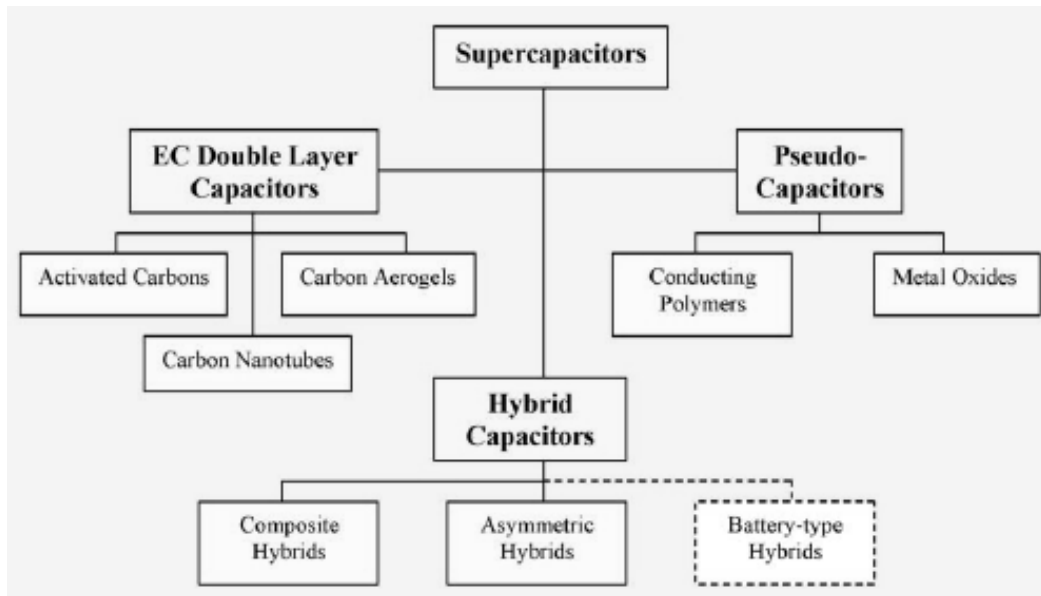 Supercapacitors
EC Double Layer
Capacitors
Pseudo-
Capacitors
Activated Carbons
Carbon Aerogels
Conducting
Polymers
Metal Oxides
Carbon Nanotubes
Hybrid
Capacitors
Composite
Hybrids
Asymmetric
Hybrids
Battery-type
Hybrids